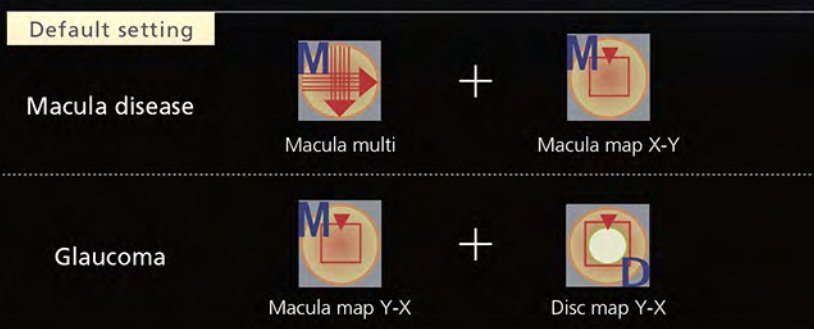 Default setting
Macula disease
M
+
M
Macula multi
Macula map X-Y
Glaucoma
M
+
D
Macula map Y-X
Disc map Y-X